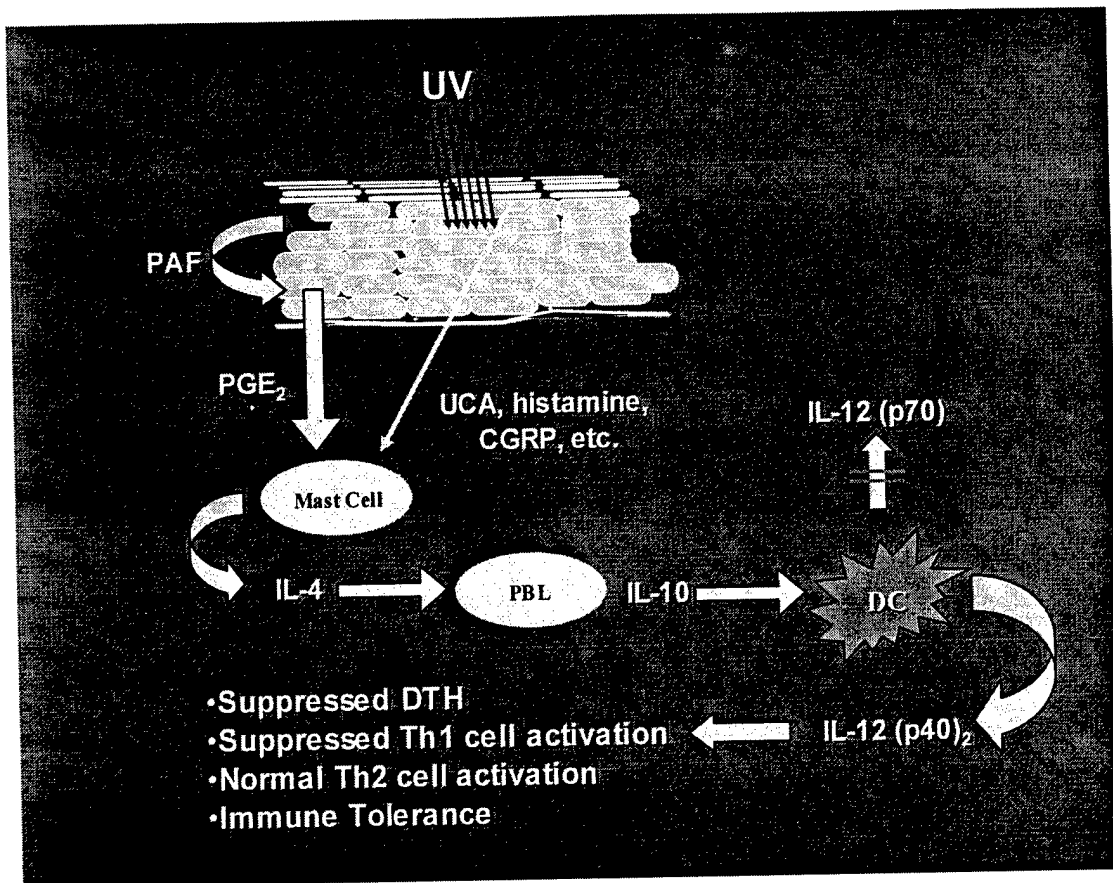 UV
PAF
PGE₂
UCA, histamine,
CGRP, etc.
IL-12 (p70)
Mast Cell
IL-4
PBL
IL-10
DC
•Suppressed DTH
•Suppressed Th1 cell activation
IL-12 (p40)₂
•Normal Th2 cell activation
•Immune Tolerance